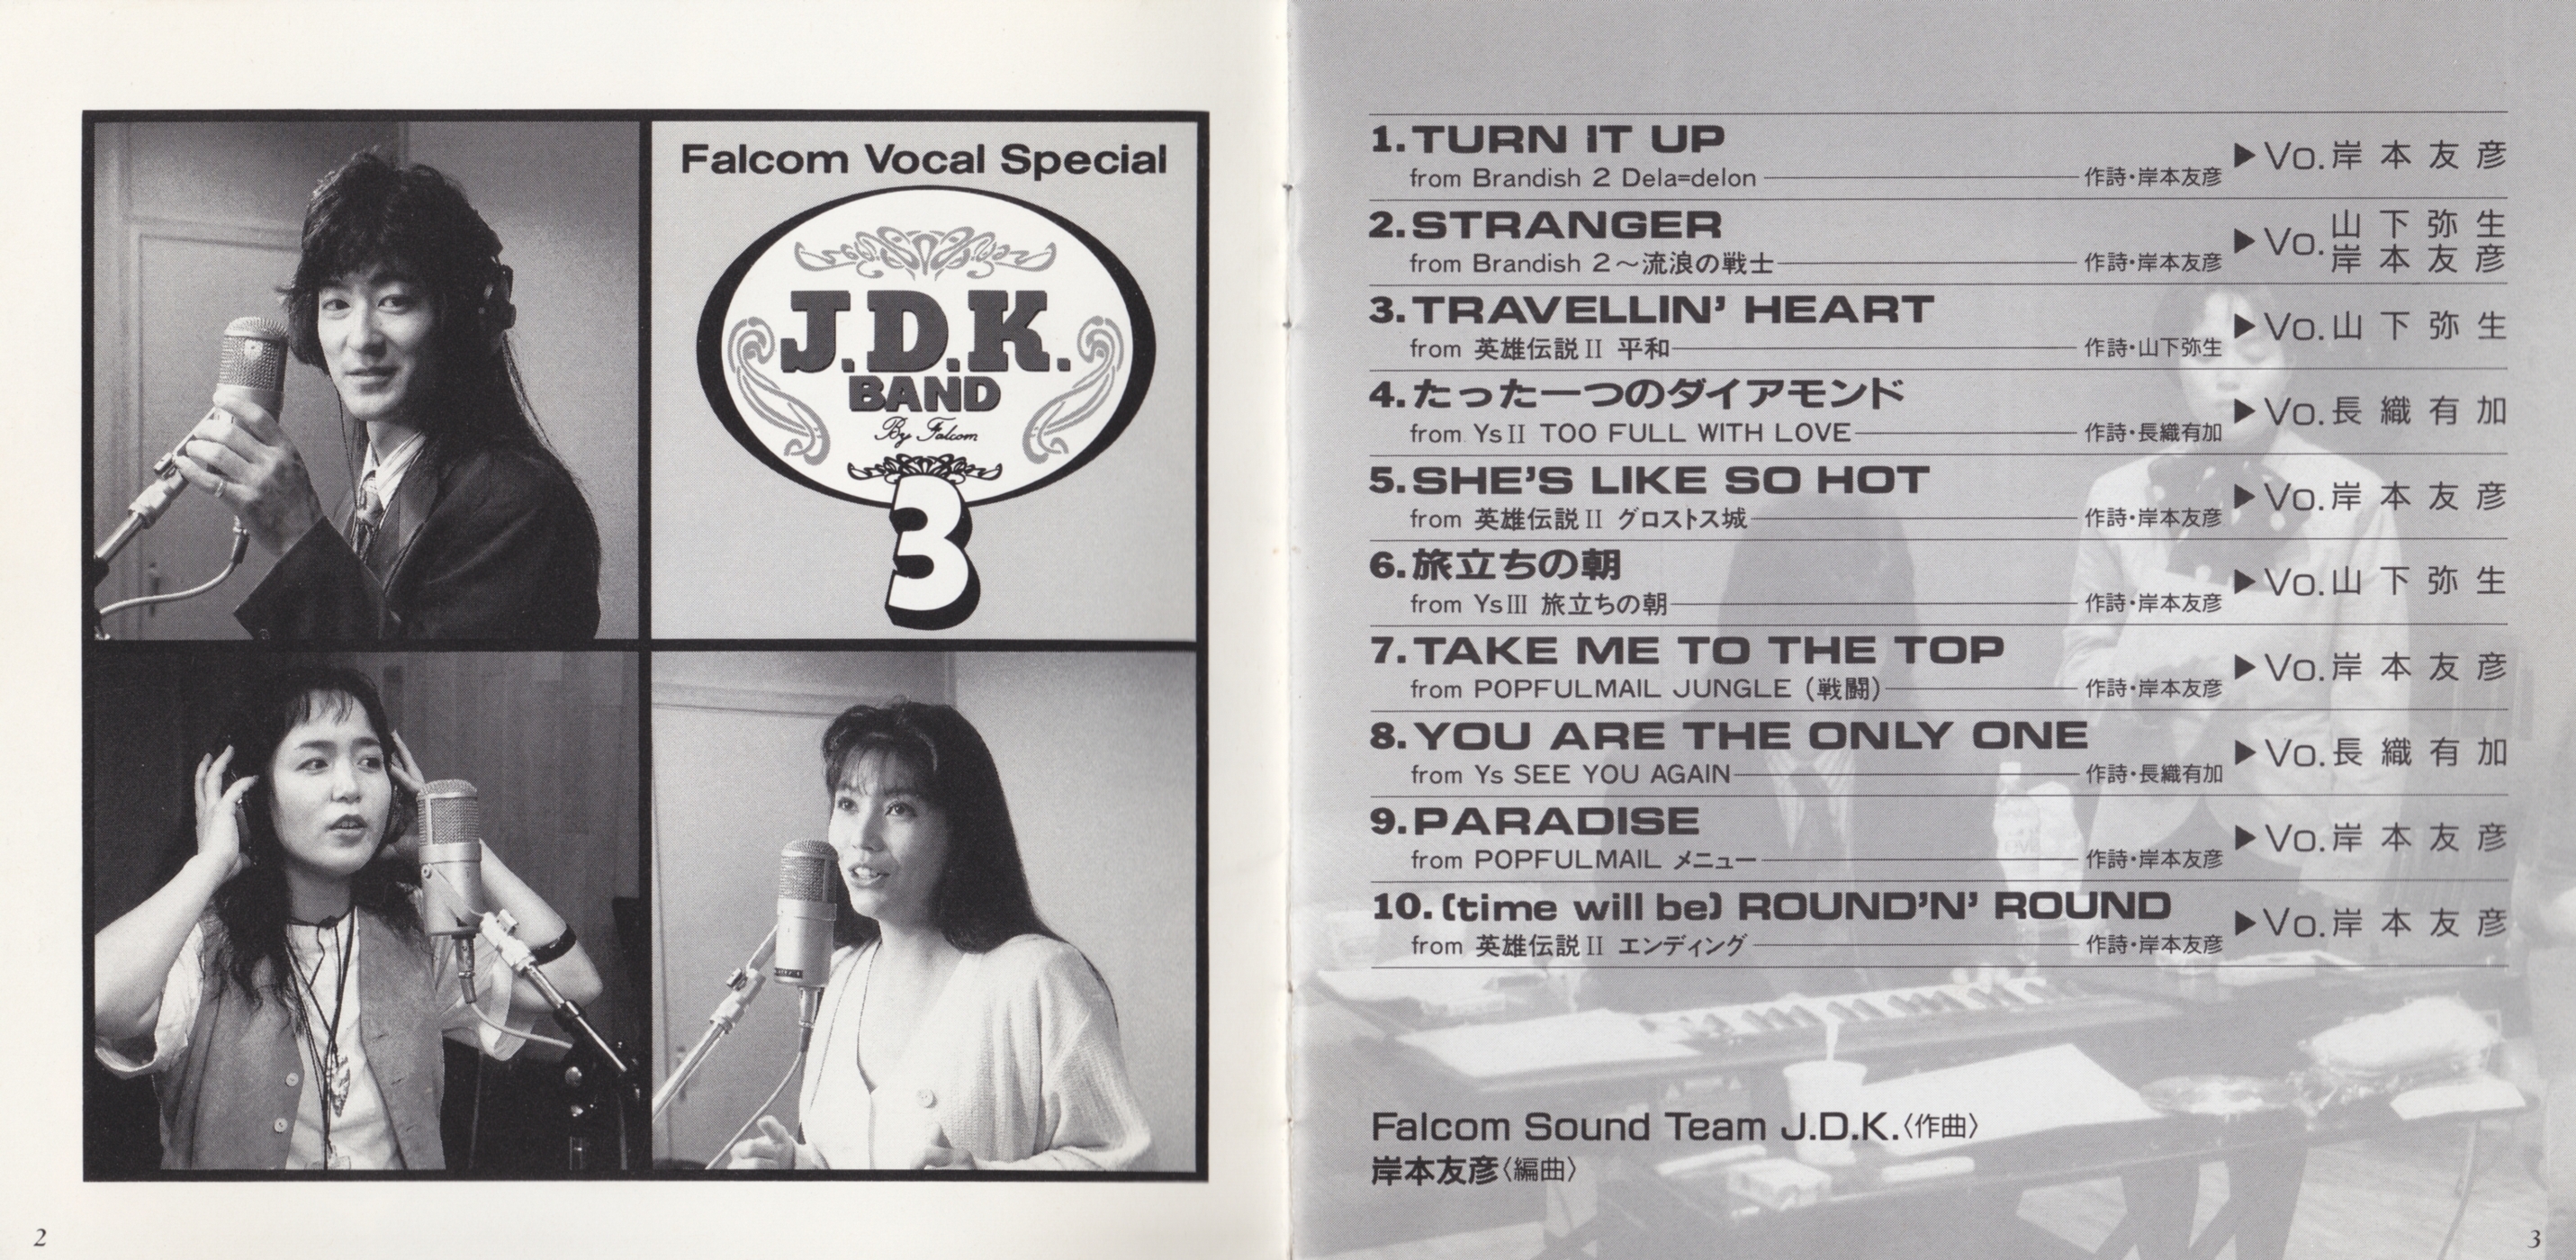 Falcom Vocal Special
J.D.K.
BAND
By Falcom
3
2
1. TURN IT UP
from Brandish 2 Dela=delon 作詩・岸本友彦
▶Vo.岸本友彦
2. STRANGER
from Brandish 2〜流浪の戦士 作詩・岸本友彦
▶Vo.山下弥生
岸本友彦
3. TRAVELLIN' HEART
from 英雄伝説II 平和 作詩・山下弥生
▶Vo.山下弥生
4. たった一つのダイアモンド
from YsII TOO FULL WITH LOVE 作詩・長織有加
▶Vo.長織有加
5. SHE'S LIKE SO HOT
from 英雄伝説II グロストス城 作詩・岸本友彦
▶Vo.岸本友彦
6. 旅立ちの朝
from YsIII 旅立ちの朝 作詩・岸本友彦
▶Vo.山下弥生
7. TAKE ME TO THE TOP
from POPFULMAIL JUNGLE (戦闘) 作詩・岸本友彦
▶Vo.岸本友彦
8. YOU ARE THE ONLY ONE
from Ys SEE YOU AGAIN 作詩・長織有加
▶Vo.長織有加
9. PARADISE
from POPFULMAIL メニュー 作詩・岸本友彦
▶Vo.岸本友彦
10. (time will be) ROUND'N' ROUND
from 英雄伝説II エンディング 作詩・岸本友彦
▶Vo.岸本友彦
Falcom Sound Team J.D.K.〈作曲〉
岸本友彦〈編曲〉
3